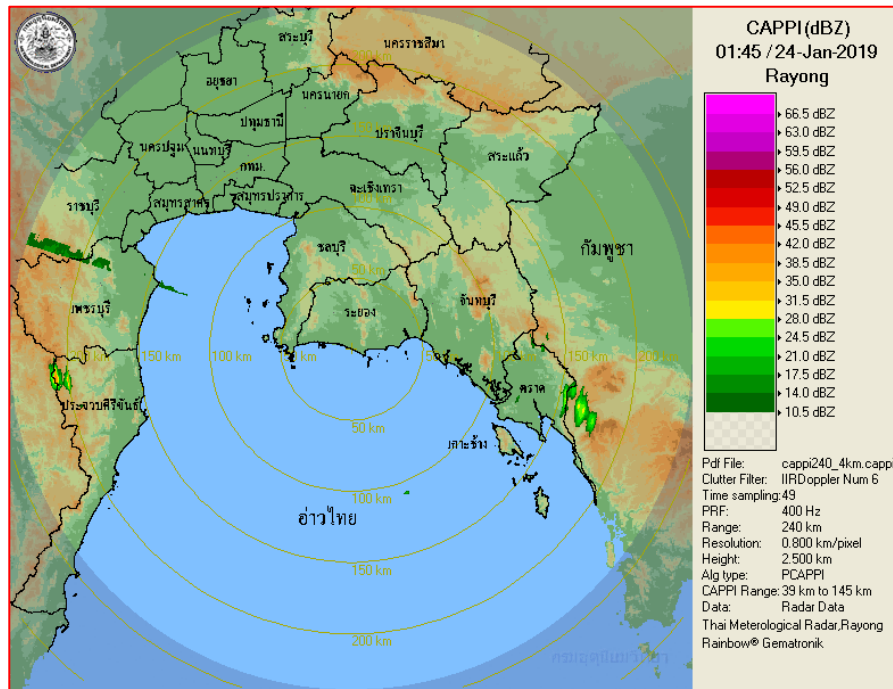 CAPPI (dBZ)
01:45 / 24-Jan-2019
Rayong
66.5 dBZ
63.0 dBZ
59.5 dBZ
56.0 dBZ
52.5 dBZ
49.0 dBZ
45.5 dBZ
42.0 dBZ
38.5 dBZ
35.0 dBZ
31.5 dBZ
28.0 dBZ
24.5 dBZ
21.0 dBZ
17.5 dBZ
14.0 dBZ
10.5 dBZ
Pdf File: cappi240_4km.cappi
Clutter Filter: IIRDoppler Num 6
Time sampling:49
PRF: 400 Hz
Range: 240 km
Resolution: 0.800 km/pixel
Height: 2.500 km
Alg type: PCAPPI
CAPPI Range: 39 km to 145 km
Data: Radar Data
Thai Meterological Radar,Rayong
Rainbow® Gematronik
สระบุรี
นครราชสีมา
อยุธยา
นครนายก
ปทุมธานี
ปราจีนบุรี
นครปฐม
นนทบุรี
สระแก้ว
กทม.
ฉะเชิงเทรา
ราชบุรี
สมุทรสาคร
สมุทรปราการ
ชลบุรี
กัมพูชา
เพชรบุรี
ระยอง
จันทบุรี
150 km
100 km
200 km
ประจวบคีรีขันธ์
ตราด
50 km
เกาะช้าง
100 km
อ่าวไทย
150 km
200 km
กรมอุตุนิยมวิทยา